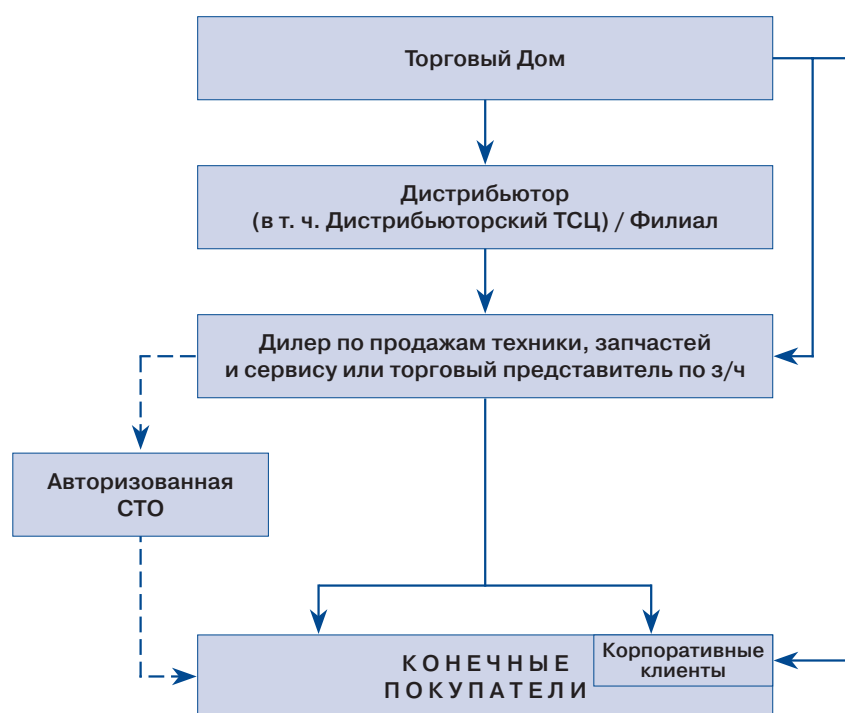 Торговый Дом
Дистрибьютор
(в т. ч. Дистрибьюторский ТСЦ) / Филиал
Дилер по продажам техники, запчастей
и сервису или торговый представитель по з/ч
Авторизованная
СТО
КОНЕЧНЫЕ
ПОКУПАТЕЛИ
Корпоративные
клиенты